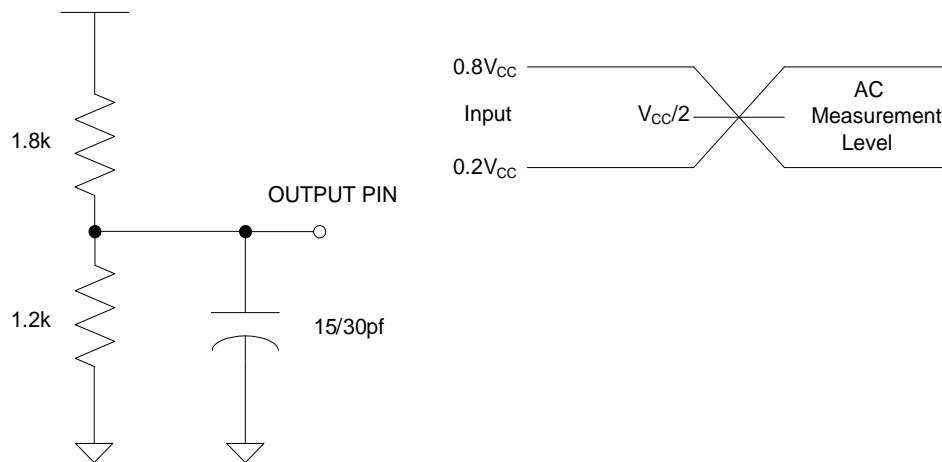 1.8k
1.2k
OUTPUT PIN
15/30pf
0.8VCC
Input
0.2VCC
VCC/2
AC
Measurement
Level